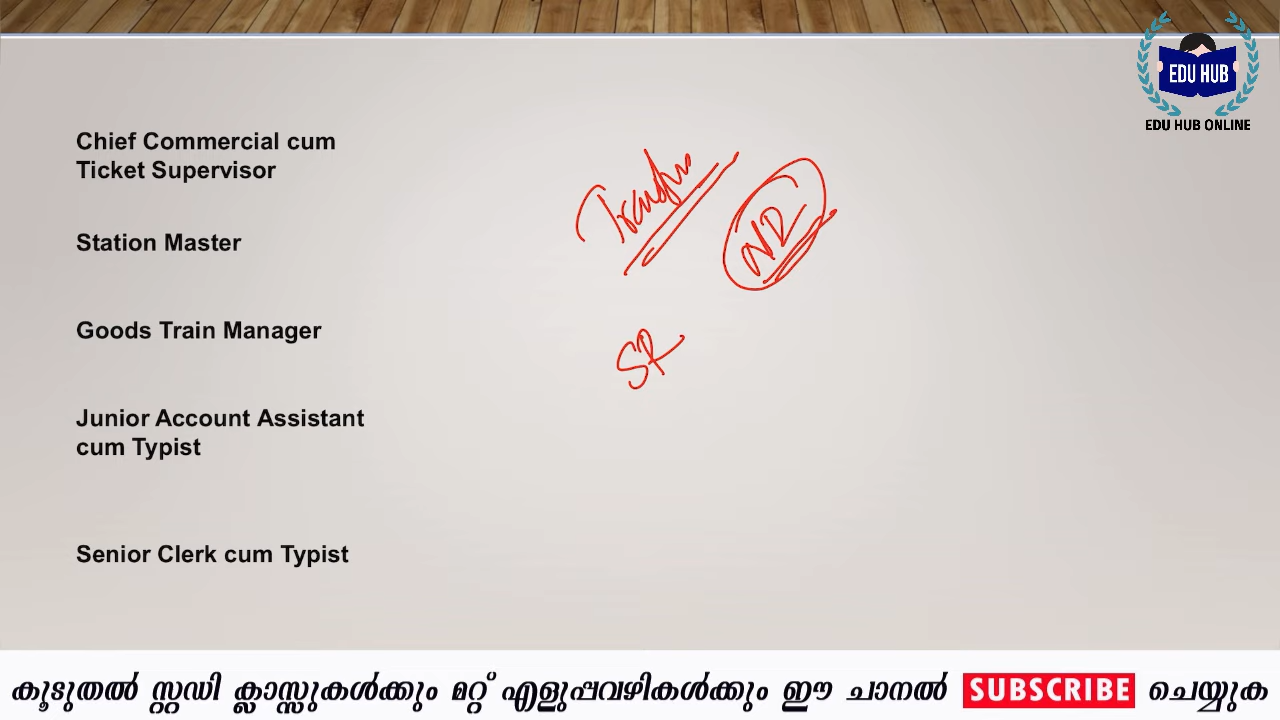 EDU HUB
EDU HUB ONLINE
Chief Commercial cum
Ticket Supervisor
Station Master
Goods Train Manager
Junior Account Assistant
cum Typist
Senior Clerk cum Typist
SR
കൂടുതൽ സ്റ്റഡി ക്ലാസ്സുകൾക്കും മറ്റ് എളുപ്പവഴികൾക്കും ഈ ചാനൽ SUBSCRIBE ചെയ്യുക